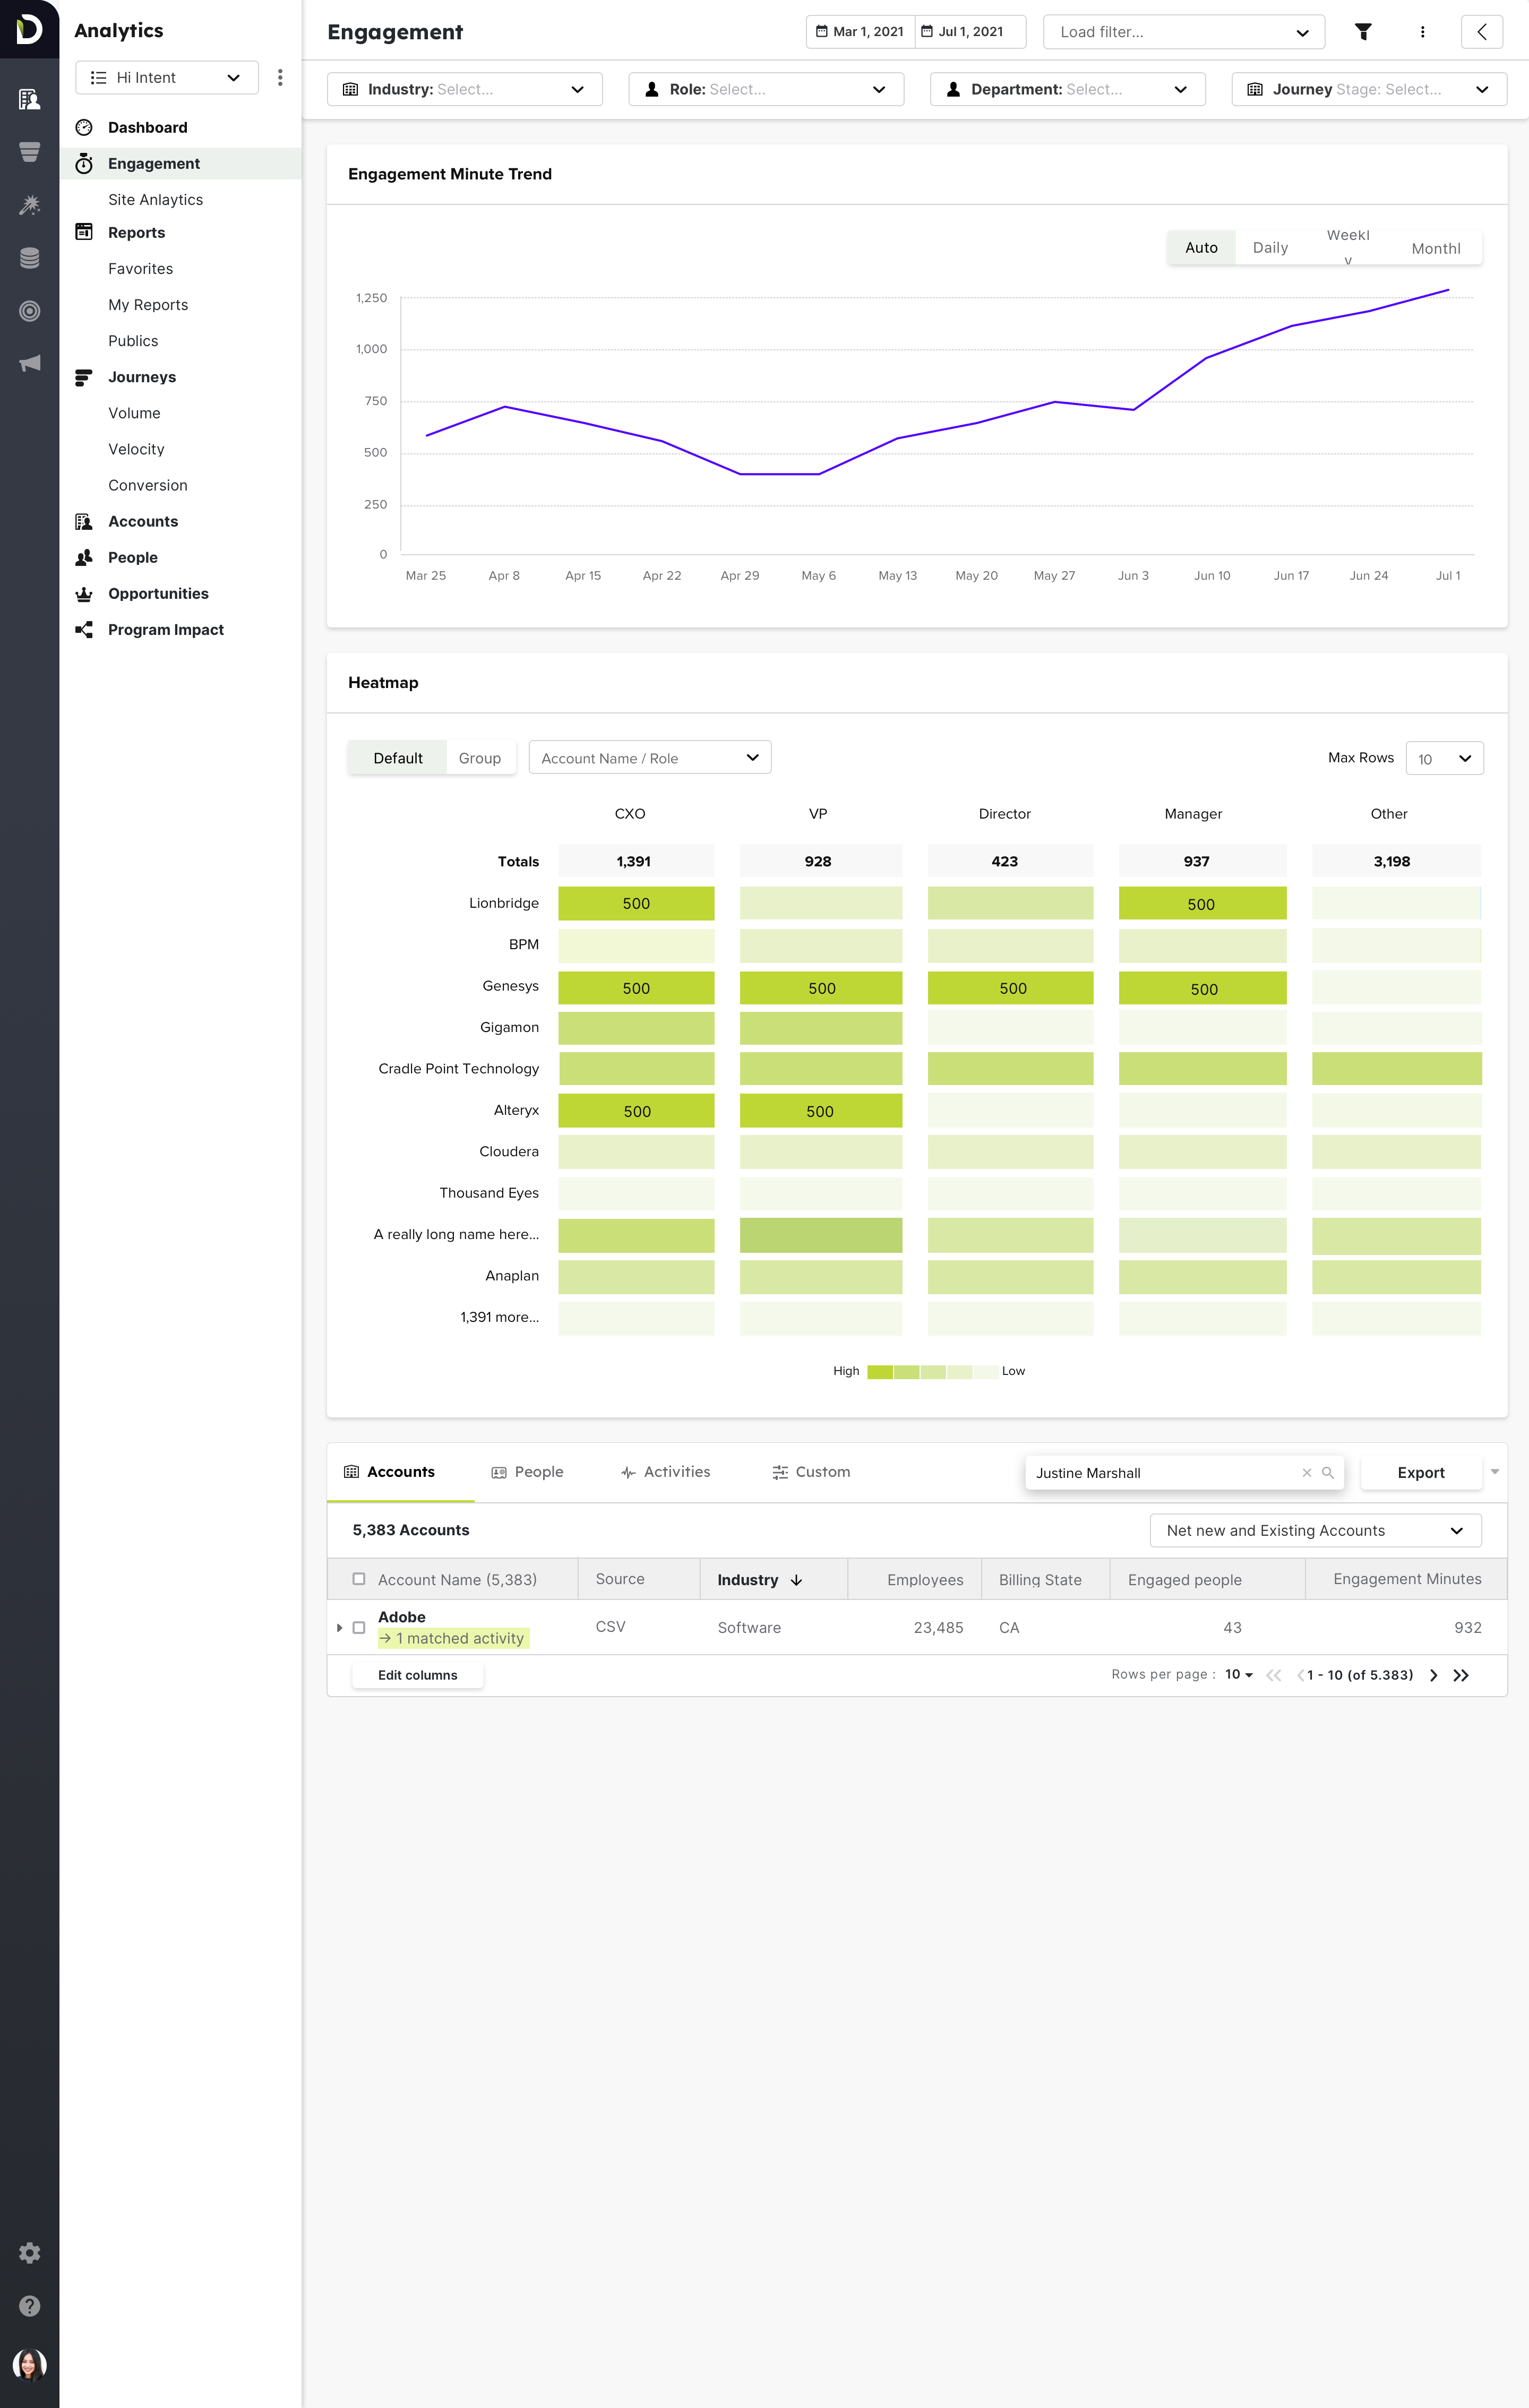 Analytics
Hi Intent
Dashboard
Engagement
Site Anlaytics
Reports
Favorites
My Reports
Publics
Journeys
Volume
Velocity
Conversion
Accounts
People
Opportunities
Program Impact
Engagement
Mar 1, 2021
Jul 1, 2021
Load filter...
Industry: Select...
Role: Select...
Department: Select...
Journey Stage: Select...
Engagement Minute Trend
Auto
Daily
Weekl
y
Monthl
1,250
1,000
750
500
250
0
Mar 25
Apr 8
Apr 15
Apr 22
Apr 29
May 6
May 13
May 20
May 27
Jun 3
Jun 10
Jun 17
Jun 24
Jul 1
Heatmap
Default
Group
Account Name / Role
Max Rows
10
CXO VP Director Manager Other
Totals 1,391 928 423 937 3,198
Lionbridge 500 500
BPM
Genesys 500 500 500 500
Gigamon
Cradle Point Technology
Alteryx 500 500
Cloudera
Thousand Eyes
A really long name here...
Anaplan
1,391 more...
High Low
Accounts
People
Activities
Custom
Justine Marshall
Export
5,383 Accounts
Net new and Existing Accounts
Account Name (5,383) Source Industry Employees Billing State Engaged people Engagement Minutes
Adobe
→ 1 matched activity
CSV Software 23,485 CA 43 932
Edit columns
Rows per page : 10
1 - 10 (of 5.383)